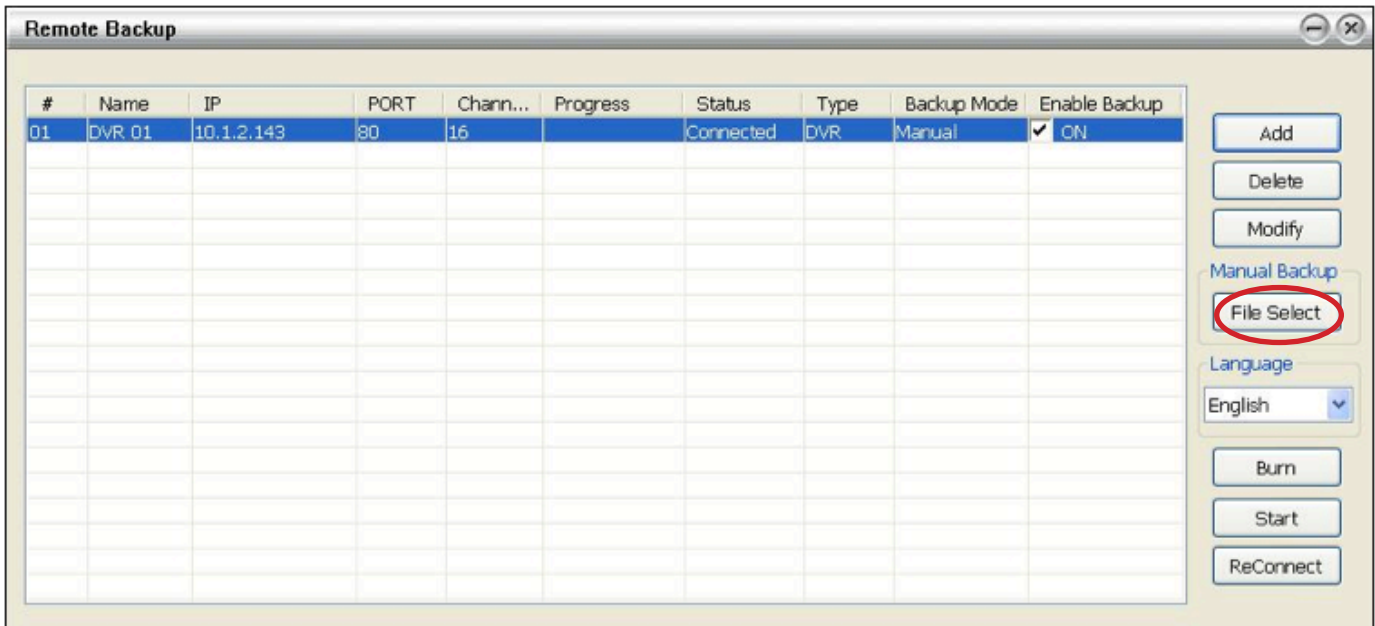 Remote Backup
# Name IP PORT Chann... Progress Status Type Backup Mode Enable Backup
01 DVR 01 10.1.2.143 80 16 Connected DVR Manual ON
Add
Delete
Modify
Manual Backup
File Select
Language
English
Burn
Start
ReConnect